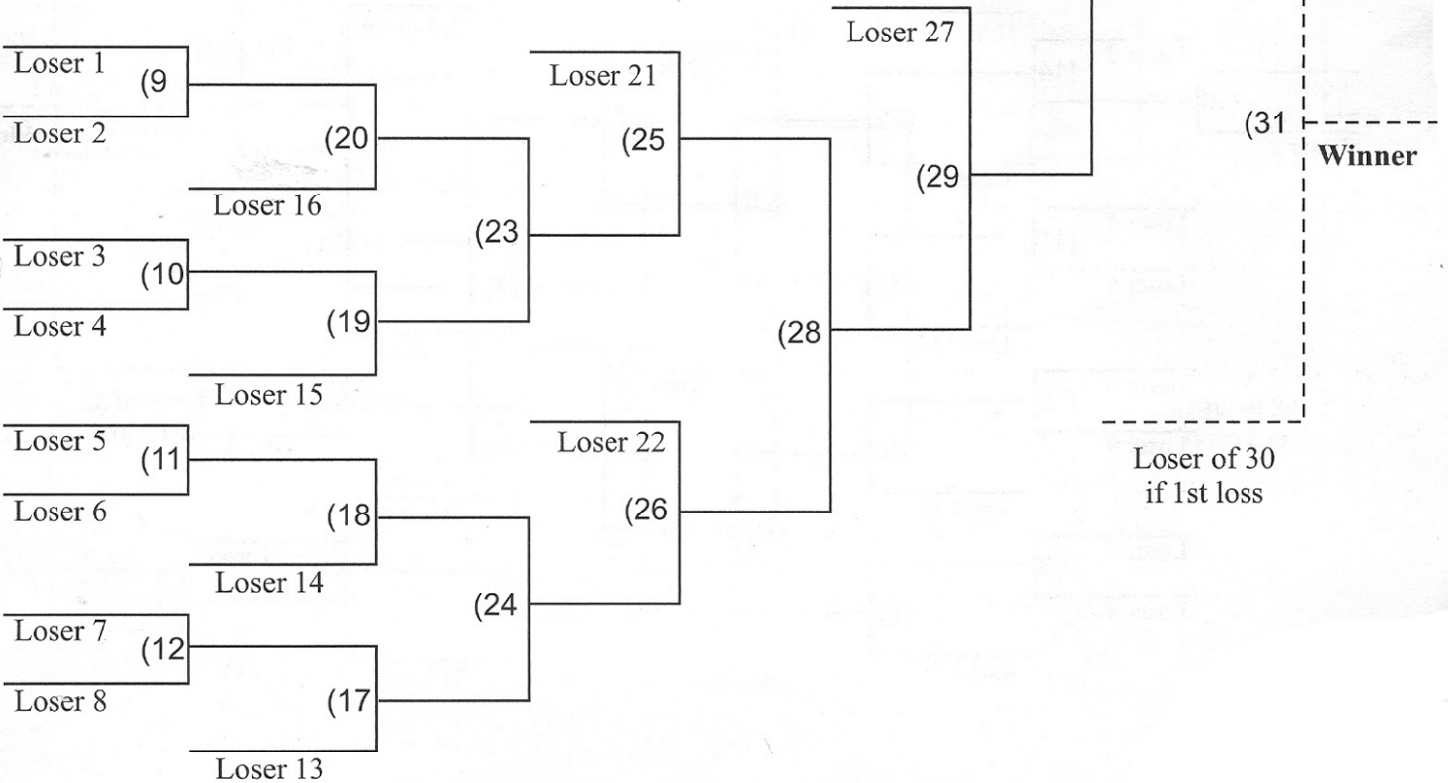 Loser 27
Loser 1
(9
Loser 21
Loser 2
(20
(25
(31
Winner
(29
Loser 16
(23
Loser 3
(10
Loser 4
(19
(28
Loser 15
Loser 5
(11
Loser 22
Loser of 30
if 1st loss
Loser 6
(18
(26
Loser 14
(24
Loser 7
(12
Loser 8
(17
Loser 13